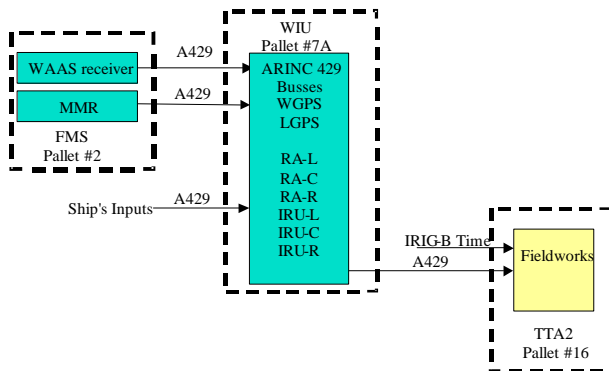 WIU
Pallet #7A
A429
WAAS receiver
A429
MMR
FMS
Pallet #2
ARINC 429
Busses
WGPS
LGPS
RA-L
RA-C
RA-R
IRU-L
IRU-C
IRU-R
A429
Ship's Inputs
IRIG-B Time
A429
Fieldworks
TTA2
Pallet #16